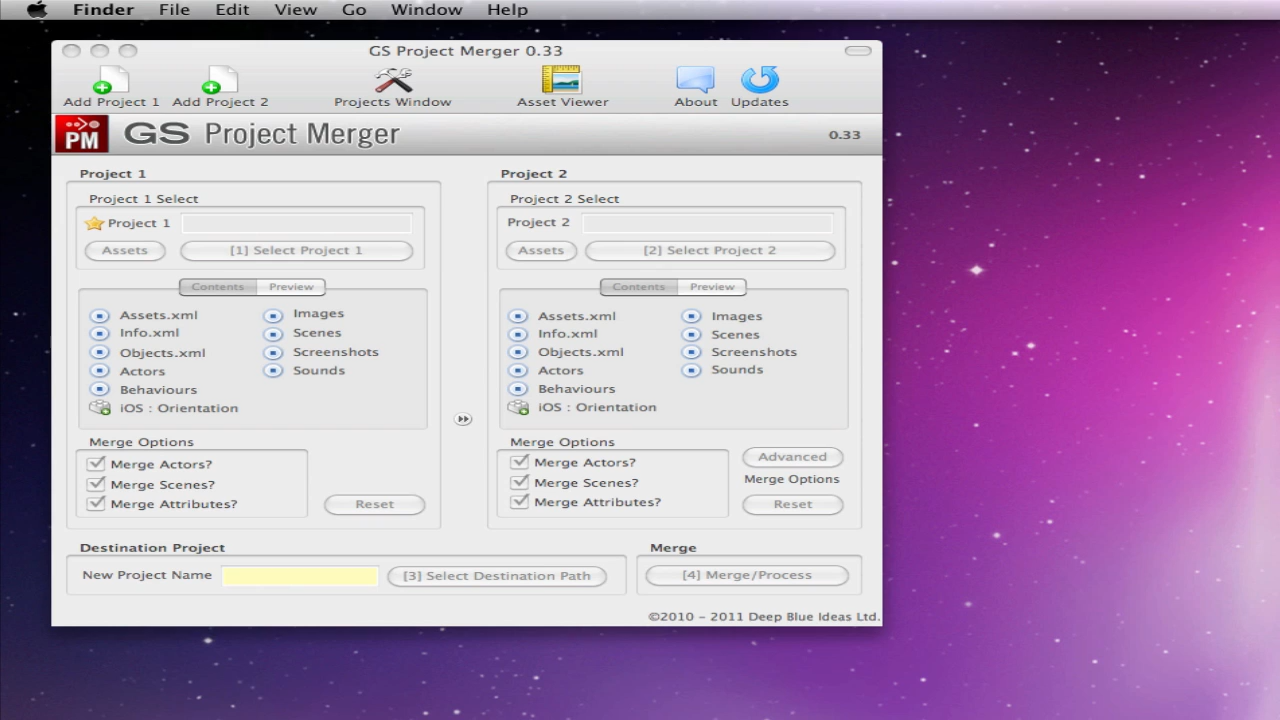 Finder File Edit View Go Window Help
GS Project Merger 0.33
Add Project 1 Add Project 2 Projects Window Asset Viewer About Updates
PM GS Project Merger 0.33
Project 1
Project 1 Select
Project 1
Assets [1] Select Project 1
Contents Preview
Assets.xml Images
Info.xml Scenes
Objects.xml Screenshots
Actors Sounds
Behaviours
iOS : Orientation
Merge Options
Merge Actors?
Merge Scenes?
Merge Attributes? Reset
Project 2
Project 2 Select
Project 2
Assets [2] Select Project 2
Contents Preview
Assets.xml Images
Info.xml Scenes
Objects.xml Screenshots
Actors Sounds
Behaviours
iOS : Orientation
Merge Options
Merge Actors? Advanced
Merge Scenes? Merge Options
Merge Attributes? Reset
Destination Project
New Project Name [3] Select Destination Path
Merge
[4] Merge/Process
©2010 - 2011 Deep Blue Ideas Ltd.